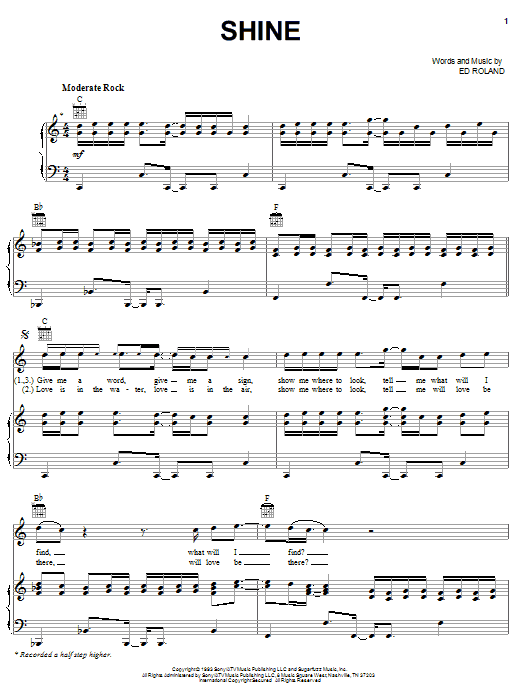 SHINE
1
Words and Music by
ED ROLAND
Moderate Rock
C
*
mf
Bb F
C
(1.,3.) Give me a word, give - me a sign, show me where to look, tell me what will I
(2.) Love is in the wa - ter, love - is in the air, show me where to look, tell me will love be
Bb F
find, what will I find?
there, will love be there?
* Recorded a half step higher.
Copyright © 1993 Sony/ATV Music Publishing LLC and Sugarfuzz Music, Inc.
All Rights Administered by Sony/ATV Music Publishing LLC, 8 Music Square West, Nashville, TN 37203
International Copyright Secured All Rights Reserved